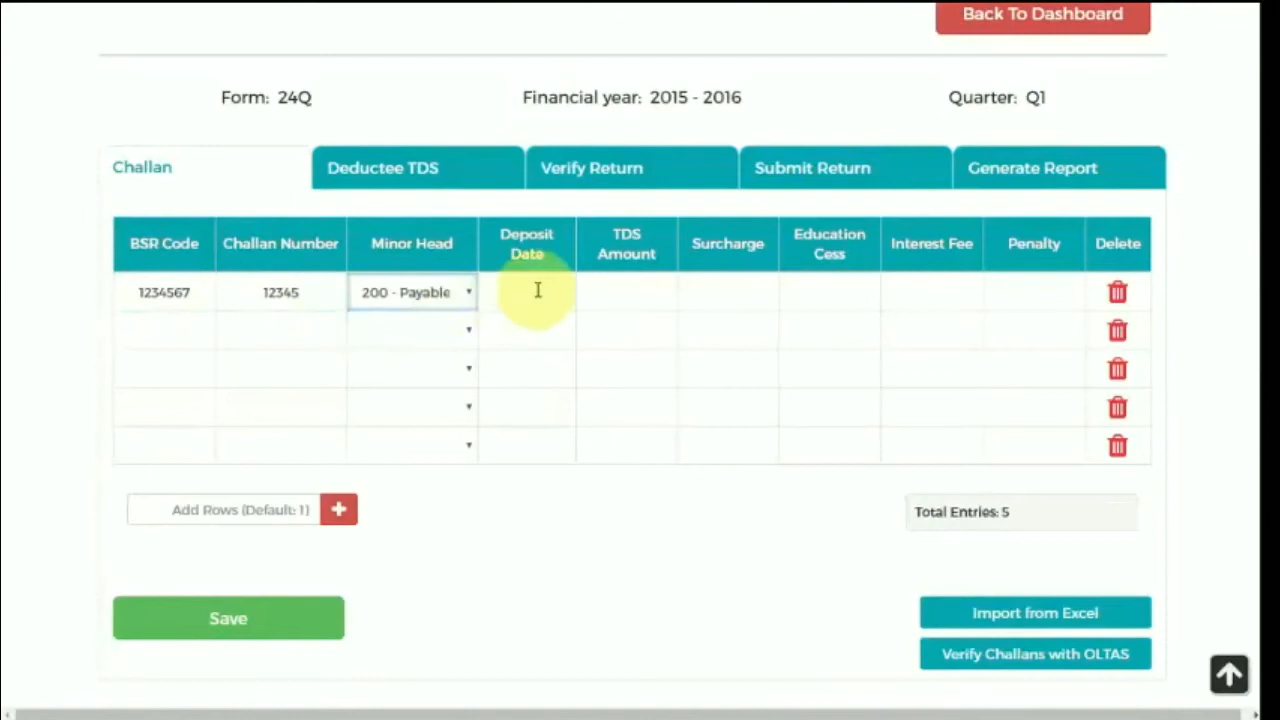 Back To Dashboard
Form: 24Q Financial year: 2015 - 2016 Quarter: Q1
Challan Deductee TDS Verify Return Submit Return Generate Report
BSR Code Challan Number Minor Head Deposit Date TDS Amount Surcharge Education Cess Interest Fee Penalty Delete
1234567 12345 200 - Payable
Add Rows (Default: 1)
Total Entries: 5
Save
Import from Excel
Verify Challans with OLTAS